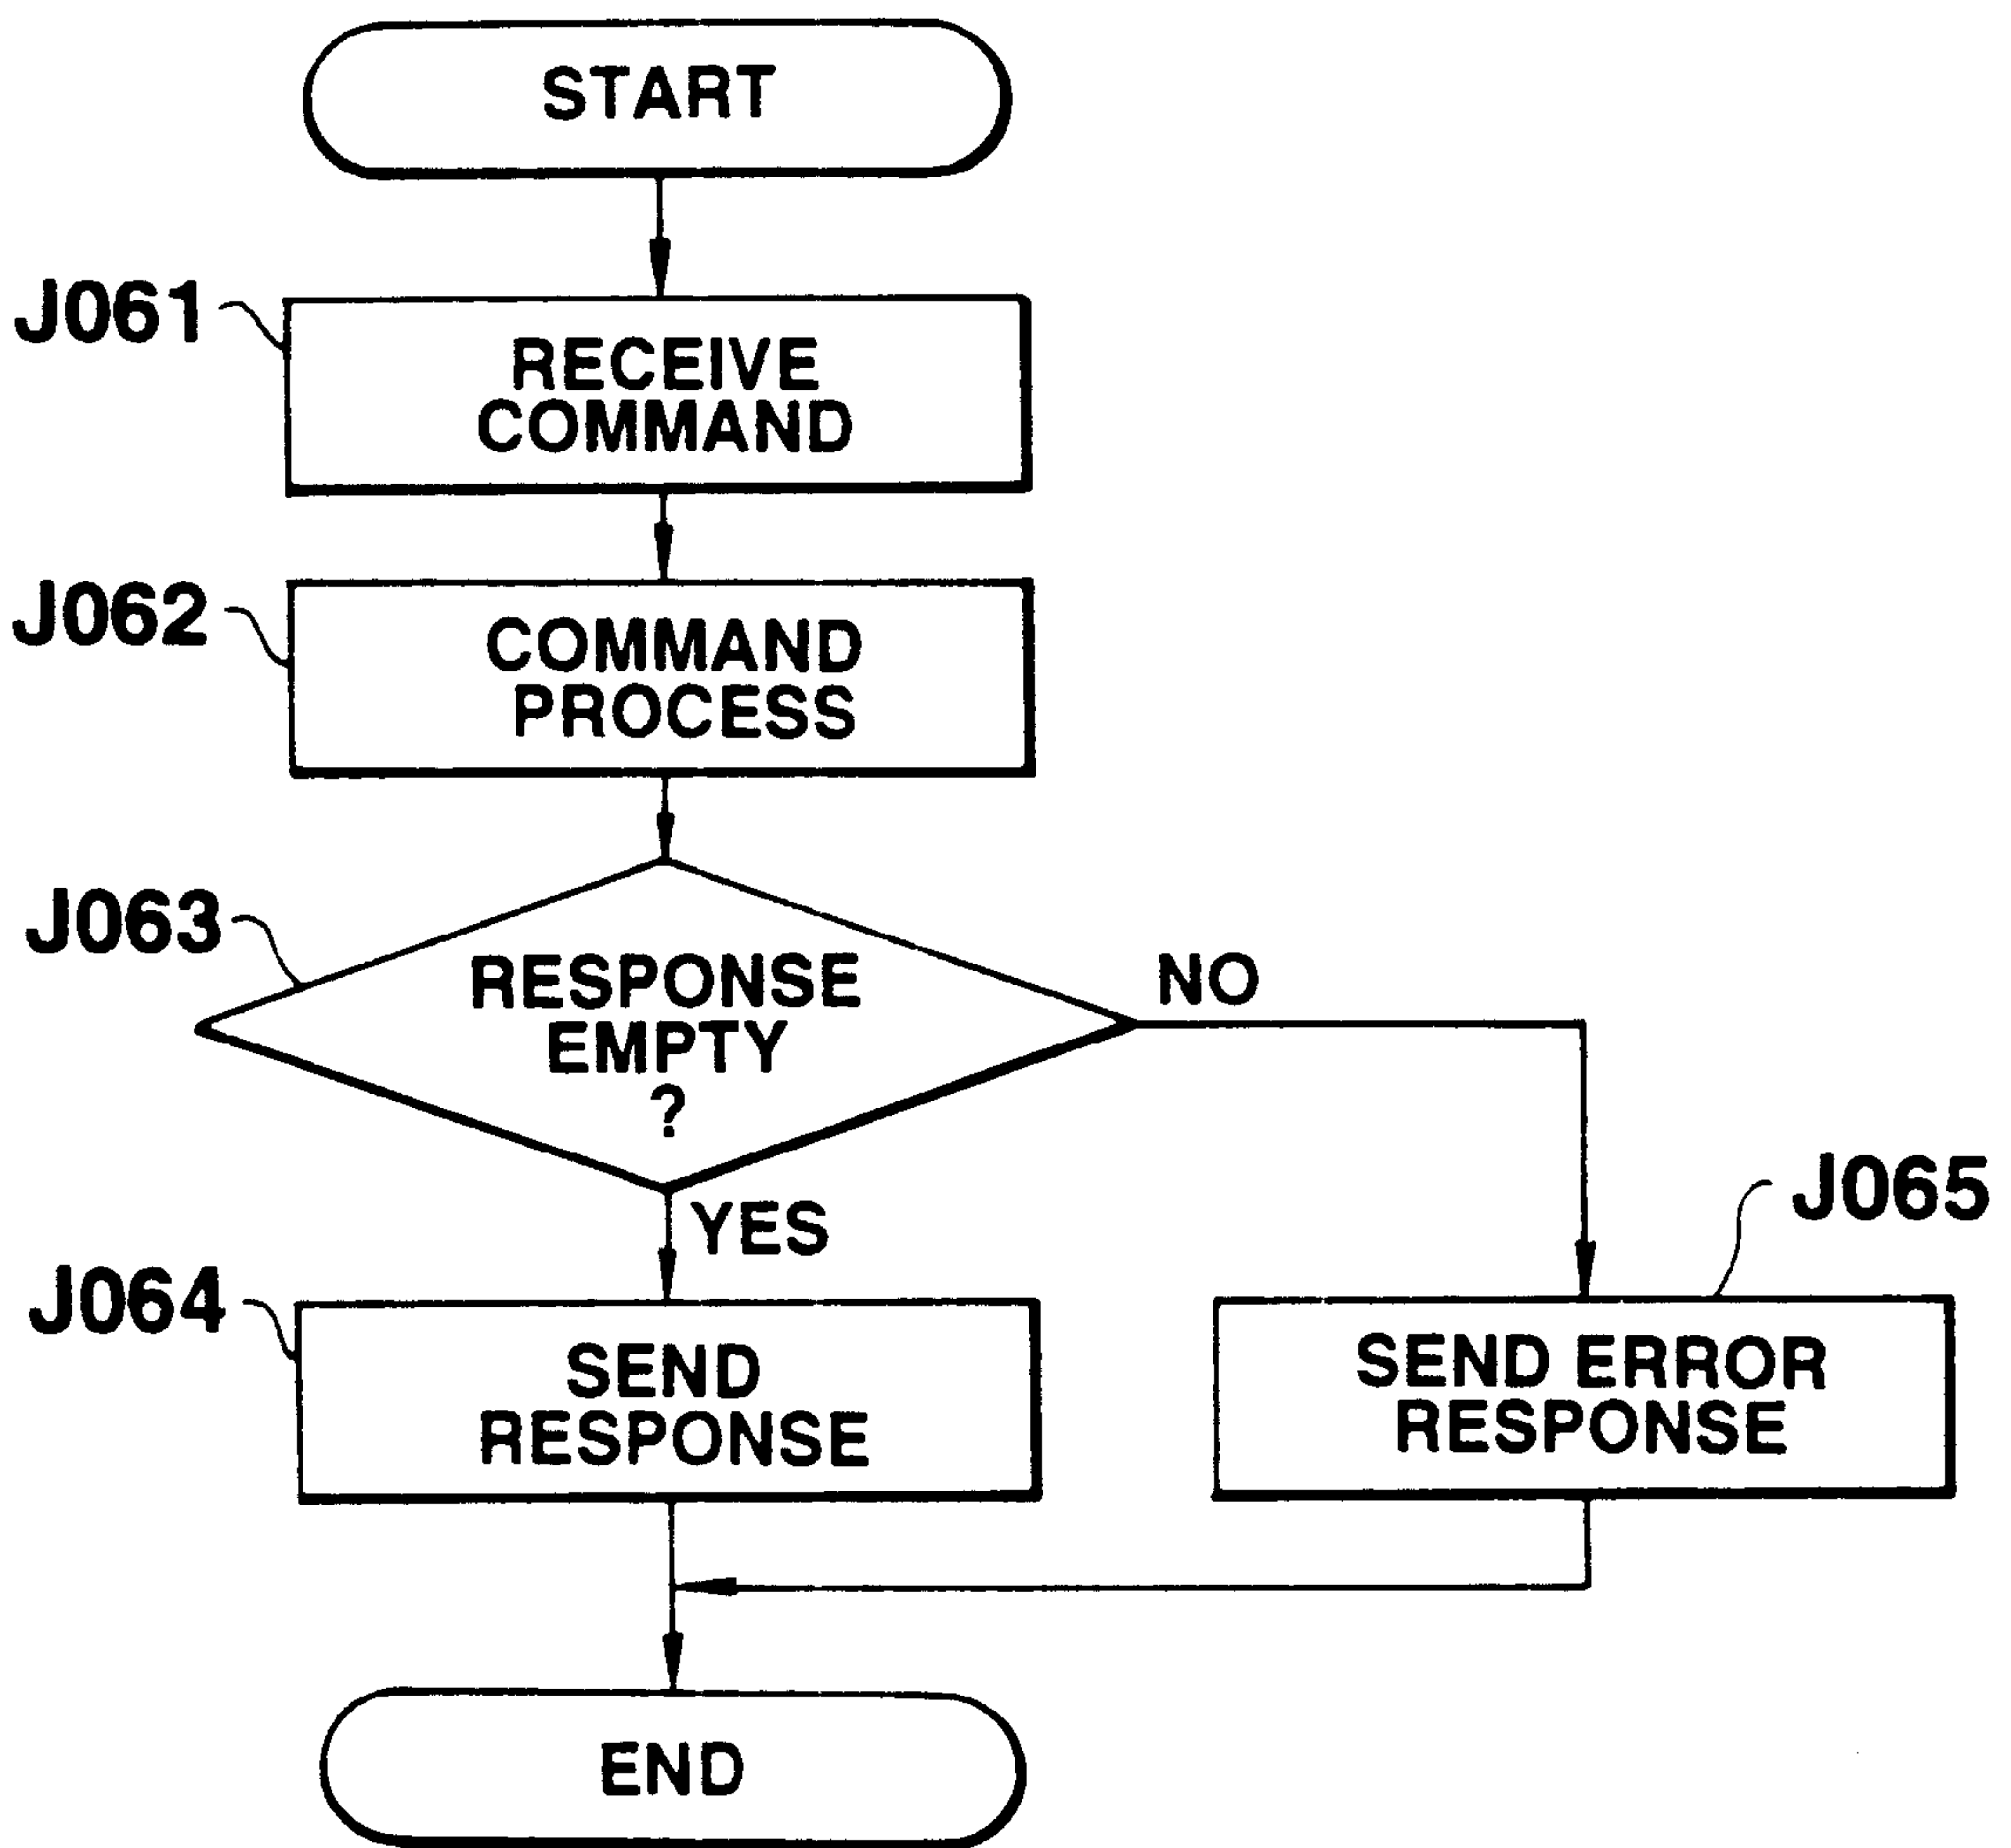 START
J061
RECEIVE
COMMAND
J062
COMMAND
PROCESS
J063
RESPONSE
EMPTY
?
NO
YES
J065
J064
SEND
RESPONSE
SEND ERROR
RESPONSE
END